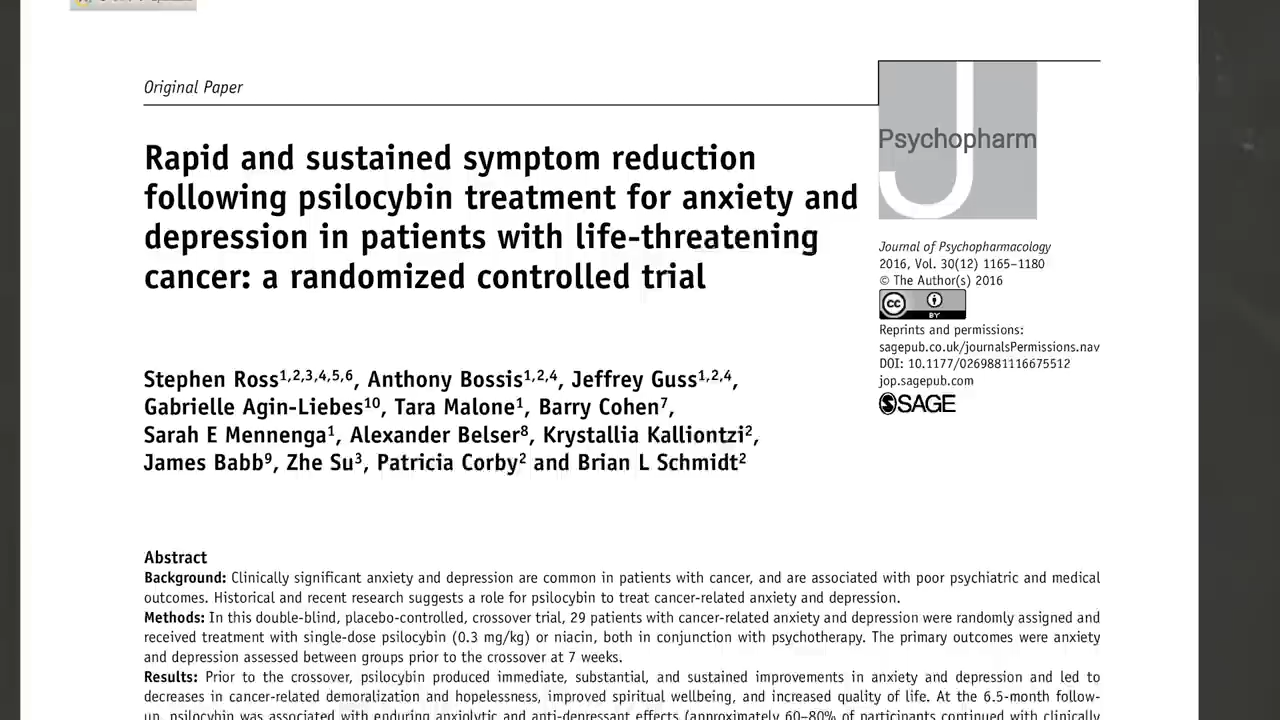 Original Paper
Rapid and sustained symptom reduction
following psilocybin treatment for anxiety and
depression in patients with life-threatening
cancer: a randomized controlled trial
Psychopharm
Journal of Psychopharmacology
2016, Vol. 30(12) 1165–1180
© The Author(s) 2016
cc BY
Reprints and permissions:
sagepub.co.uk/journalsPermissions.nav
DOI: 10.1177/0269881116675512
jop.sagepub.com
SAGE
Stephen Ross1,2,3,4,5,6, Anthony Bossis1,2,4, Jeffrey Guss1,2,4,
Gabrielle Agin-Liebes10, Tara Malone1, Barry Cohen7,
Sarah E Mennenga1, Alexander Belser8, Krystallia Kalliontzi2,
James Babb9, Zhe Su3, Patricia Corby2 and Brian L Schmidt2
Abstract
Background: Clinically significant anxiety and depression are common in patients with cancer, and are associated with poor psychiatric and medical
outcomes. Historical and recent research suggests a role for psilocybin to treat cancer-related anxiety and depression.
Methods: In this double-blind, placebo-controlled, crossover trial, 29 patients with cancer-related anxiety and depression were randomly assigned and
received treatment with single-dose psilocybin (0.3 mg/kg) or niacin, both in conjunction with psychotherapy. The primary outcomes were anxiety
and depression assessed between groups prior to the crossover at 7 weeks.
Results: Prior to the crossover, psilocybin produced immediate, substantial, and sustained improvements in anxiety and depression and led to
decreases in cancer-related demoralization and hopelessness, improved spiritual wellbeing, and increased quality of life. At the 6.5-month follow-
up, psilocybin was associated with enduring anxiolytic and anti-depressant effects (approximately 60–80% of participants continued with clinically